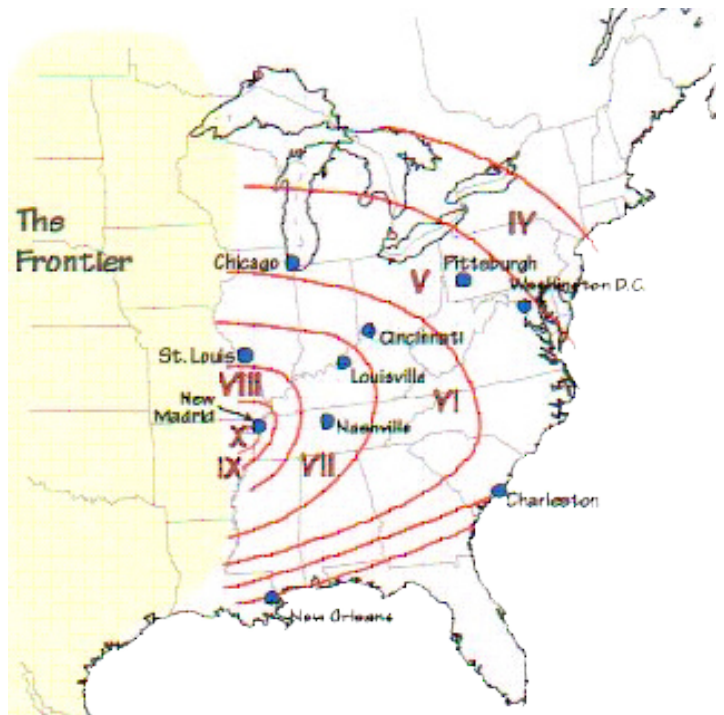 The
Frontier
IV
Chicago
V
Pittsburgh
Washington D.C.
Cincinnati
St. Louis
Louisville
VIII
New
Madrid
VI
X
Nashville
IX
VII
Charleston
New Orleans